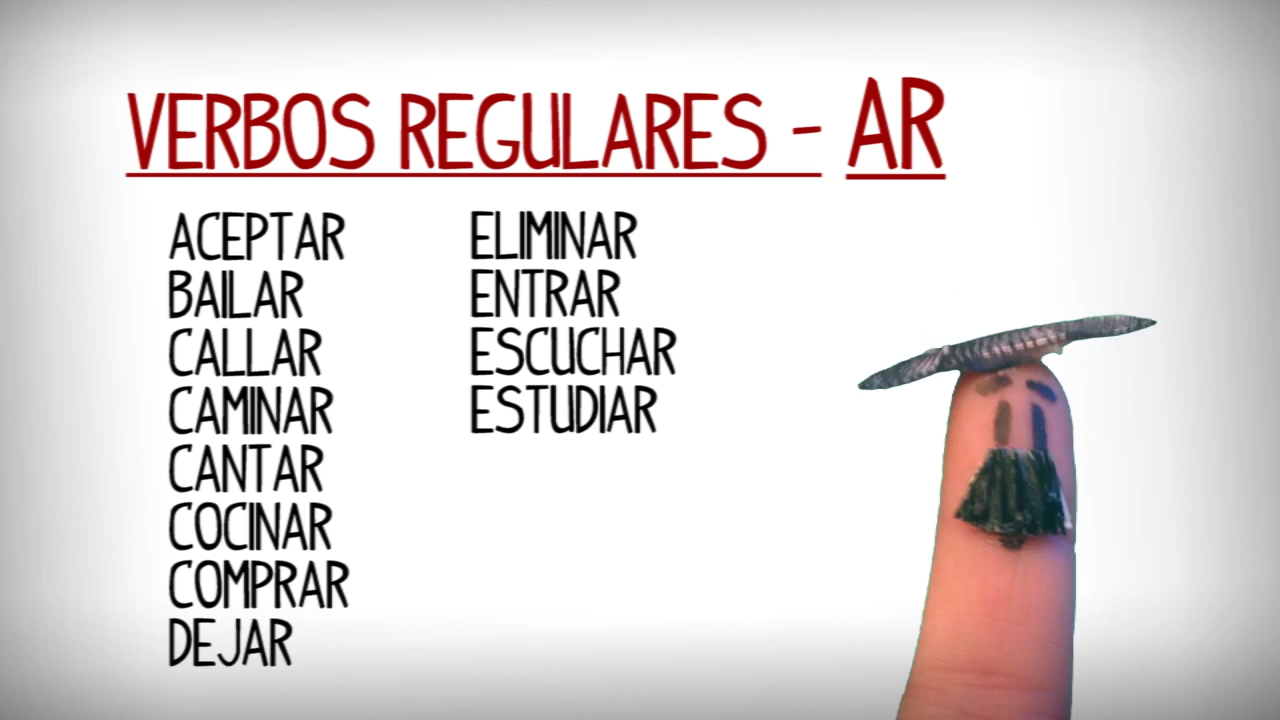 VERBOS REGULARES - AR
ACEPTAR
BAILAR
CALLAR
CAMINAR
CANTAR
COCINAR
COMPRAR
DEJAR
ELIMINAR
ENTRAR
ESCUCHAR
ESTUDIAR